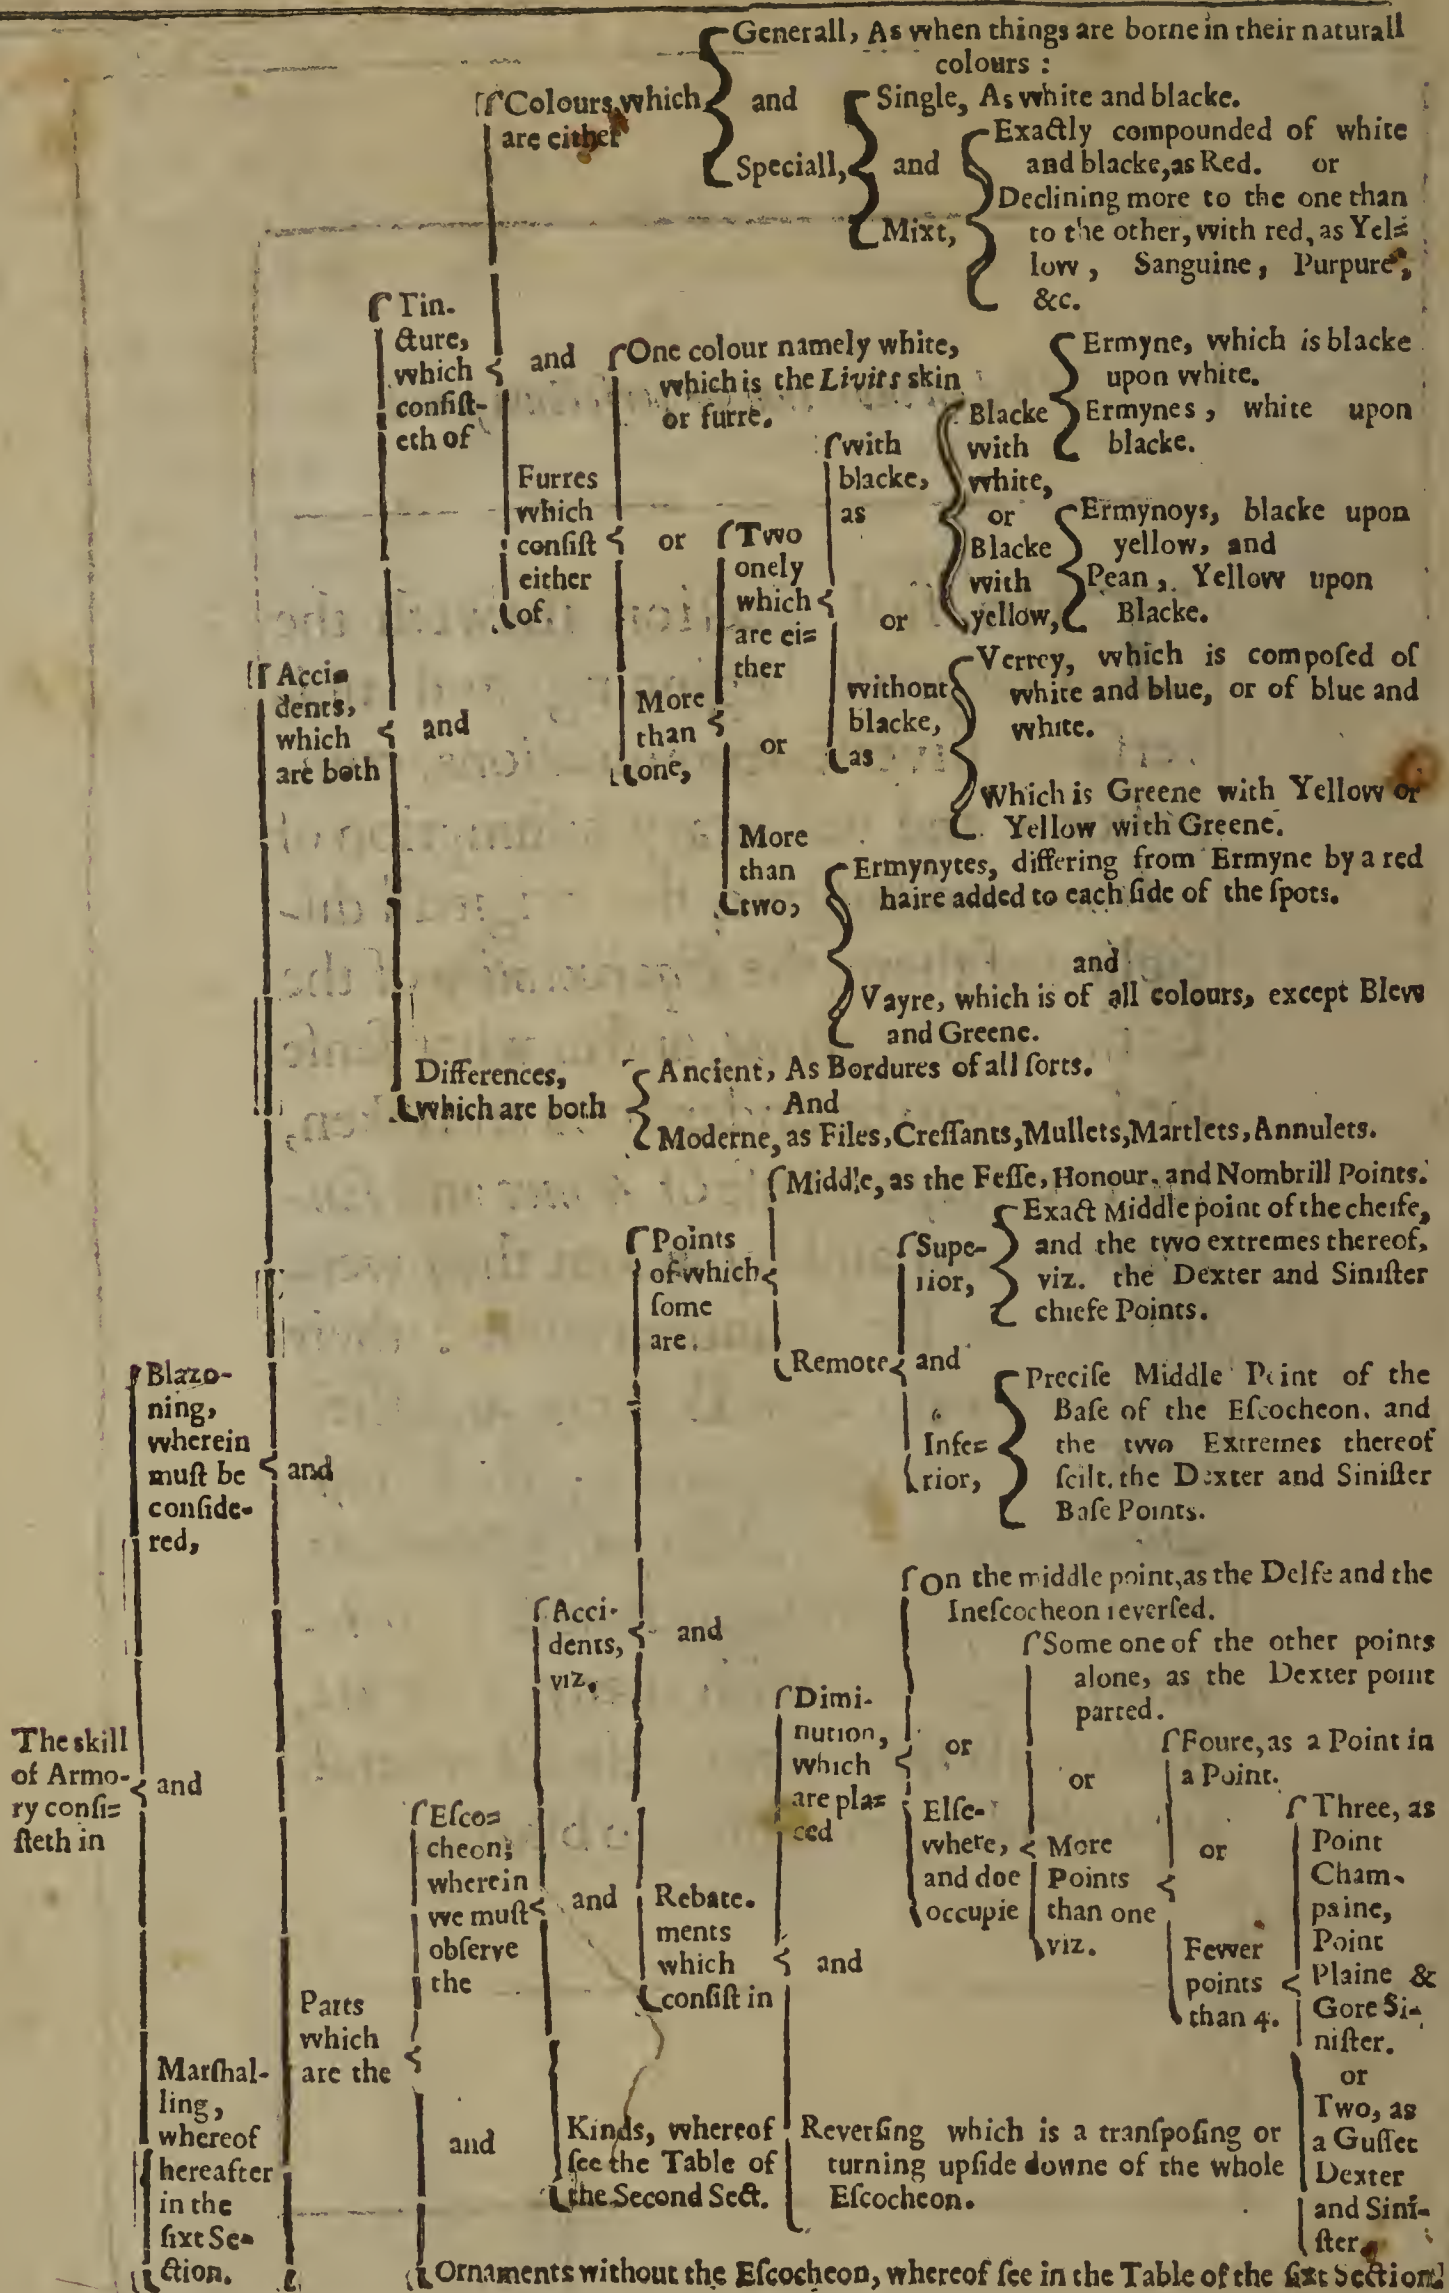 The skill
of Armo-
ry consi=
steth in
Blazo-
ning,
wherein
must be
conside-
red,
Acci=
dents,
which
are both
Tin-
cture,
which
consist-
eth of
Colours, which
are either
Generall, As when things are borne in their naturall
colours :
and
Speciall,
Single, As white and blacke.
and
Mixt,
Exactly compounded of white
and blacke, as Red. or
Declining more to the one than
to the other, with red, as Yel=
low, Sanguine, Purpure,
&c.
and
Furres
which
consist
either
of.
One colour namely white,
which is the Livits skin
or furre.
or
More
than
one,
Two
onely
which
are ei=
ther
with
blacke,
as
Blacke
with
white,
Ermyne, which is blacke
upon white.
Ermynes, white upon
blacke.
or
Blacke
with
yellow,
Ermynoys, blacke upon
yellow, and
Pean, Yellow upon
Blacke.
or
without
blacke,
as
Verrey, which is composed of
white and blue, or of blue and
white.
Which is Greene with Yellow or
Yellow with Greene.
or
More
than
two,
Ermynytes, differing from Ermyne by a red
haire added to each side of the spots.
and
Vayre, which is of all colours, except Blew
and Greene.
and
Differences,
which are both
Ancient, As Bordures of all sorts.
And
Moderne, as Files, Cressants, Mullets, Martlets, Annulets.
and
Parts
which
are the
Esco=
cheon,
wherein
we must
observe
the
Acci-
dents,
viz.
Points
of which
some
are.
Middle, as the Fesse, Honour, and Nombrill Points.
Remote
Supe-
rior,
Exact Middle point of the cheife,
and the two extremes thereof,
viz. the Dexter and Sinister
chiefe Points.
and
Infe=
rior,
Precise Middle Point of the
Base of the Escocheon. and
the two Extremes thereof
scilt. the Dexter and Sinister
Base Points.
and
Rebate.
ments
which
consist in
Dimi-
nution,
which
are pla=
ced
On the middle point, as the Delfe and the
Inescocheon reversed.
or
Else-
where,
and doe
occupie
Some one of the other points
alone, as the Dexter point
parted.
or
More
Points
than one
viz.
Foure, as a Point in
a Point.
or
Fewer
points
than 4.
Three, as
Point
Cham-
paine,
Point
Plaine &
Gore Si-
nister.
or
Two, as
a Gusset
Dexter
and Sini-
ster.
and
Reversing which is a transposing or
turning upside downe of the whole
Escocheon.
and
Kinds, whereof
see the Table of
the Second Sect.
and
Ornaments without the Escocheon, whereof see in the Table of the sixt Section.
and
Marshal-
ling,
whereof
hereafter
in the
sixt Se-
ction.